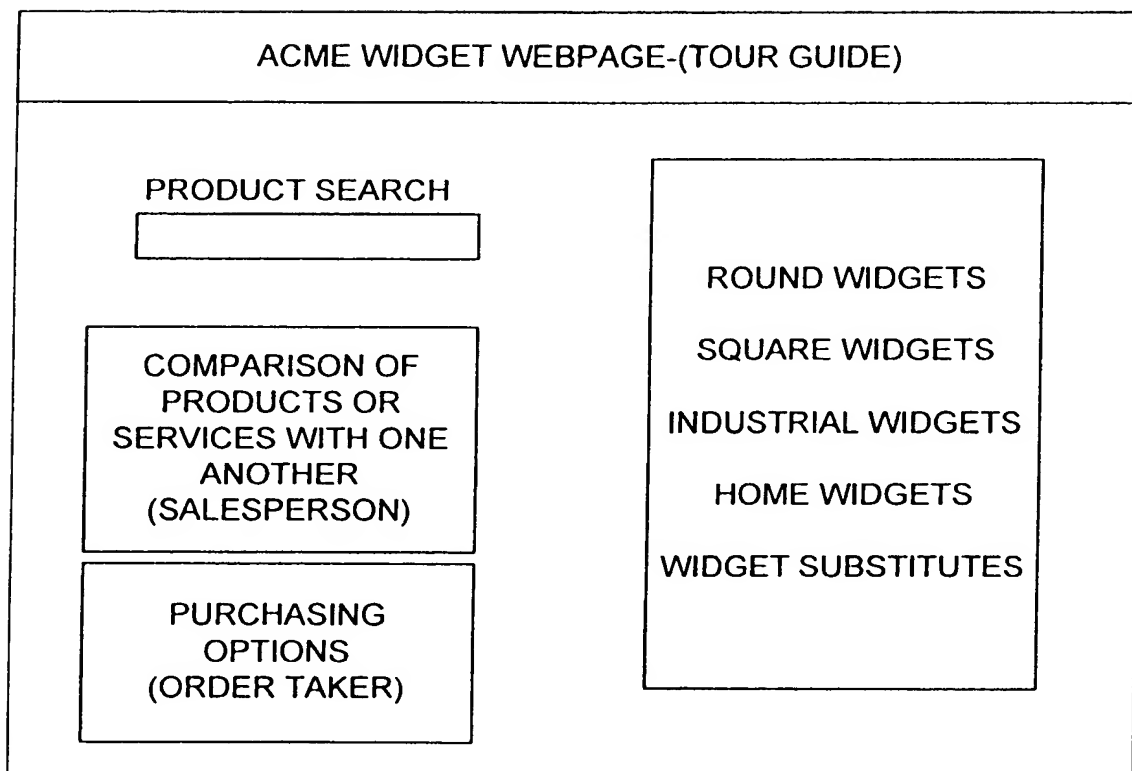 ACME WIDGET WEBPAGE-(TOUR GUIDE)
PRODUCT SEARCH
COMPARISON OF
PRODUCTS OR
SERVICES WITH ONE
ANOTHER
(SALESPERSON)
PURCHASING
OPTIONS
(ORDER TAKER)
ROUND WIDGETS
SQUARE WIDGETS
INDUSTRIAL WIDGETS
HOME WIDGETS
WIDGET SUBSTITUTES